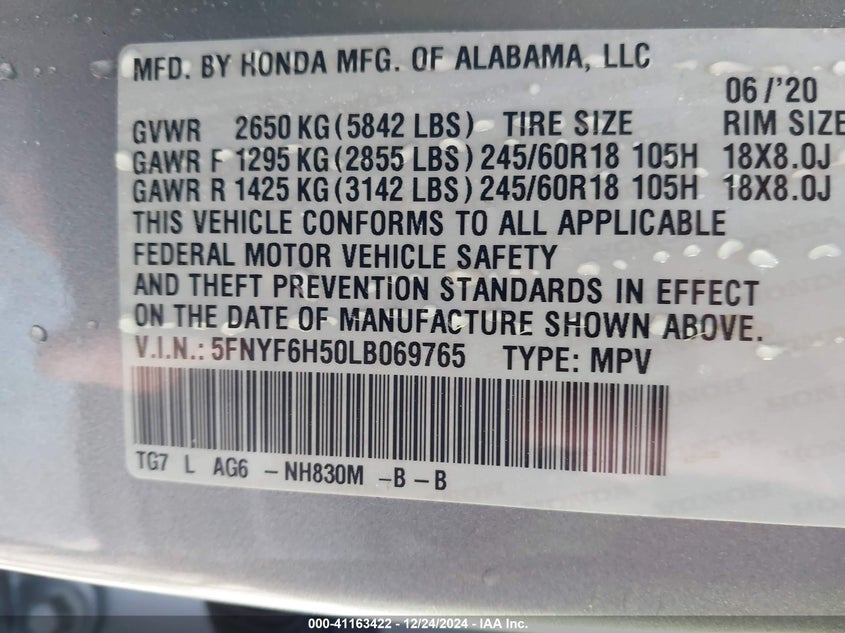 MFD. BY HONDA MFG. OF ALABAMA, LLC
06/'20
GVWR 2650 KG (5842 LBS) TIRE SIZE RIM SIZE
GAWR F 1295 KG (2855 LBS) 245/60R18 105H 18X8.0J
GAWR R 1425 KG (3142 LBS) 245/60R18 105H 18X8.0J
THIS VEHICLE CONFORMS TO ALL APPLICABLE
FEDERAL MOTOR VEHICLE SAFETY
AND THEFT PREVENTION STANDARDS IN EFFECT
ON THE DATE OF MANUFACTURE SHOWN ABOVE.
V.I.N.: 5FNYF6H50LB069765 TYPE: MPV
TG7 L AG6 -NH830M -B-B
000-41163422 - 12/24/2024 - IAA Inc.